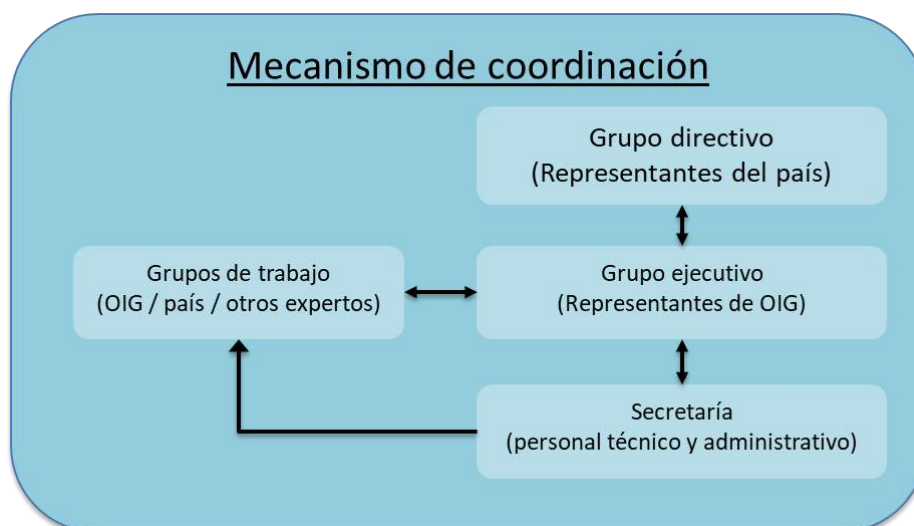 Mecanismo de coordinación
Grupo directivo
(Representantes del país)
Grupos de trabajo
(OIG / país / otros expertos)
Grupo ejecutivo
(Representantes de OIG)
Secretaría
(personal técnico y administrativo)